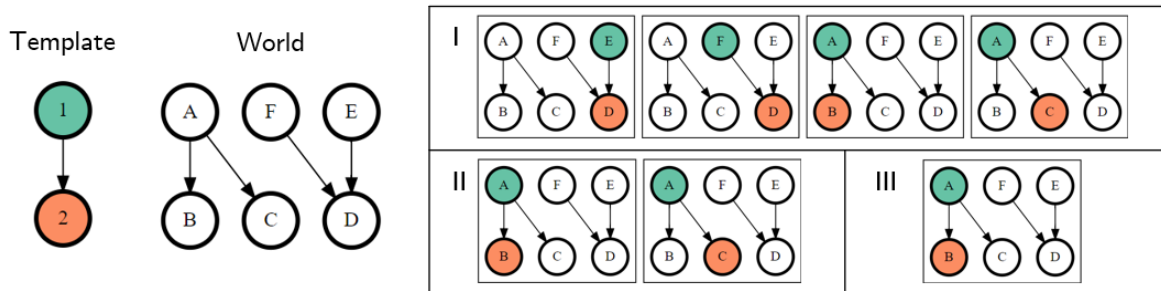 Template World
1 A F E
2 B C D
I
A F E A F E A F E A F E
B C D B C D B C D B C D
II
A F E A F E
B C D B C D
III
A F E
B C D